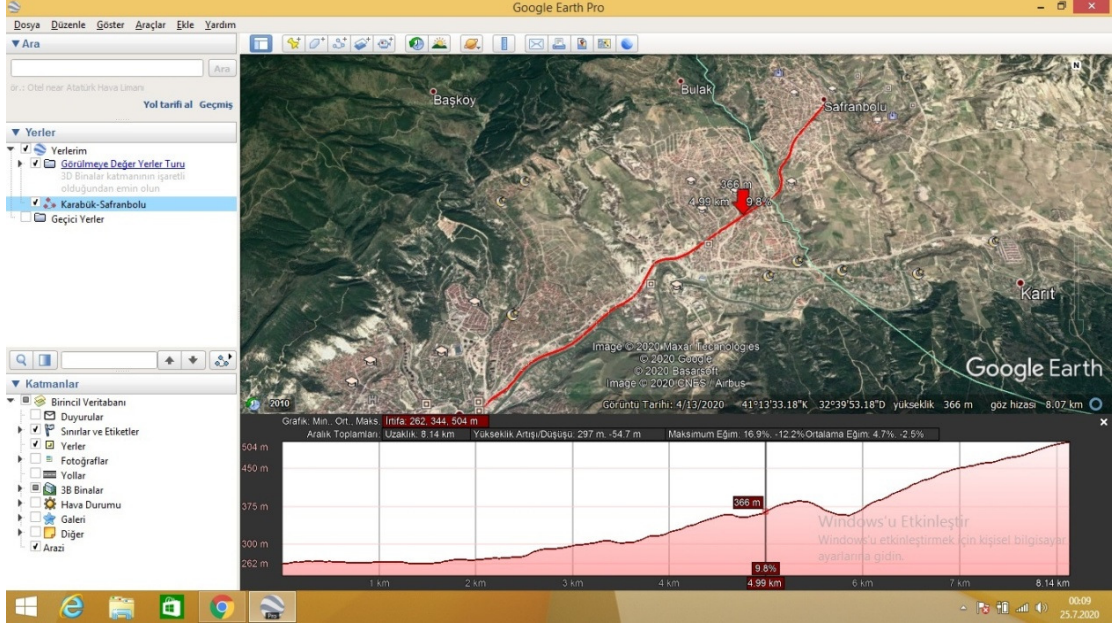 Google Earth Pro
Dosya Düzenle Göster Araçlar Ekle Yardım
Ara
Ara
ör.: Otel near Atatürk Hava Limanı
Yol tarifi al Geçmiş
Yerler
Yerlerim
Görülmeye Değer Yerler Turu
3D Binalar katmanının işaretli
olduğundan emin olun
Karabük-Safranbolu
Geçici Yerler
Katmanlar
Birincil Veritabanı
Duyurular
Sınırlar ve Etiketler
Yerler
Fotoğraflar
Yollar
3B Binalar
Hava Durumu
Galeri
Diğer
Arazi
N
Başköy
Bulak
Safranbolu
366 m
4.99 km 9.8%
Karıt
Image © 2020 Maxar Technologies
© 2020 Google
© 2020 Basarsoft
Image © 2020 CNES / Airbus
Google Earth
2010
Görüntü Tarihi: 4/13/2020 41°13'33.18"K 32°39'53.18"D yükseklik 366 m göz hizası 8.07 km
Grafik: Min., Ort., Maks. İrtifa: 262, 344, 504 m
Aralık Toplamları: Uzaklık: 8.14 km Yükseklik Artışı/Düşüşü: 297 m, -54.7 m Maksimum Eğim: 16.9%, -12.2% Ortalama Eğim: 4.7%, -2.5%
504 m
450 m
375 m
300 m
262 m
366 m
9.8%
1 km 2 km 3 km 4 km 4.99 km 6 km 7 km 8.14 km
Windows'u Etkinleştir
Windows'u etkinleştirmek için kişisel bilgisayar
ayarlarına gidin.
Pro
00:09
25.7.2020